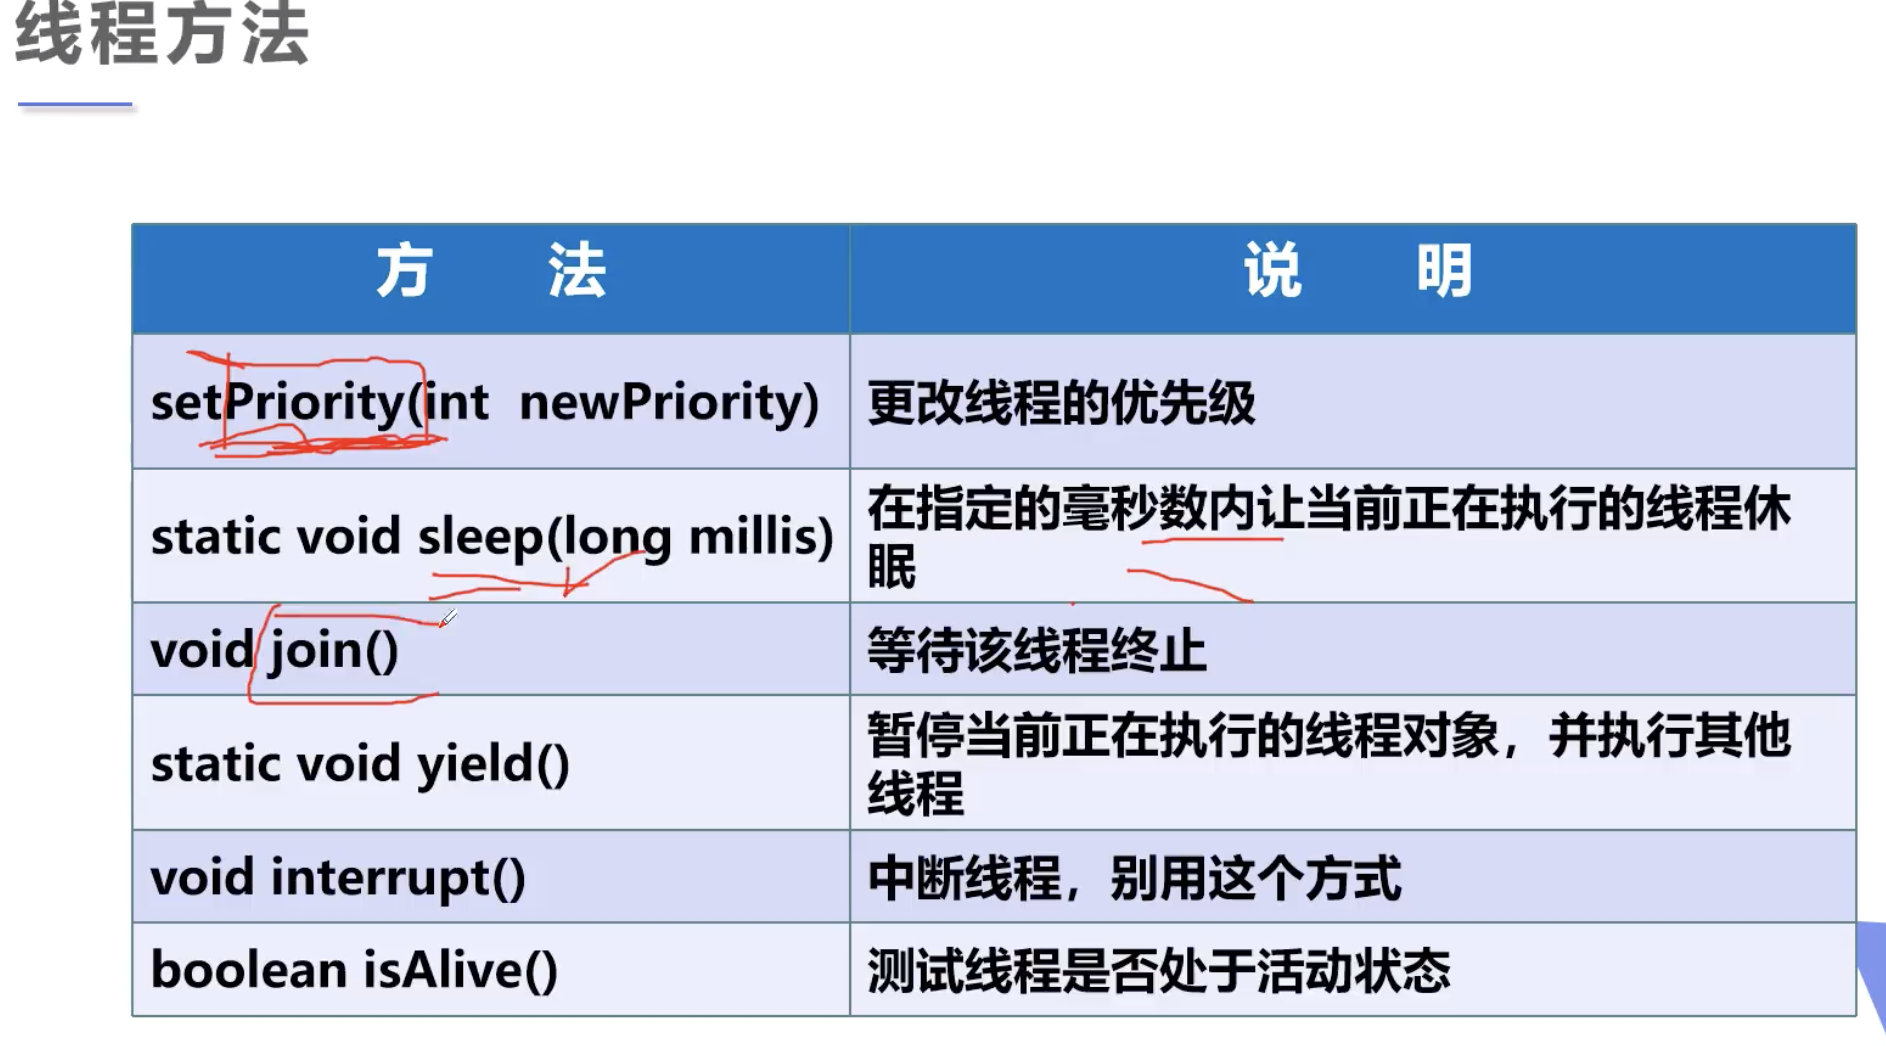 线程方法
方 法
说 明
setPriority(int newPriority)
更改线程的优先级
static void sleep(long millis)
在指定的毫秒数内让当前正在执行的线程休
眠
void join()
等待该线程终止
static void yield()
暂停当前正在执行的线程对象，并执行其他
线程
void interrupt()
中断线程，别用这个方式
boolean isAlive()
测试线程是否处于活动状态